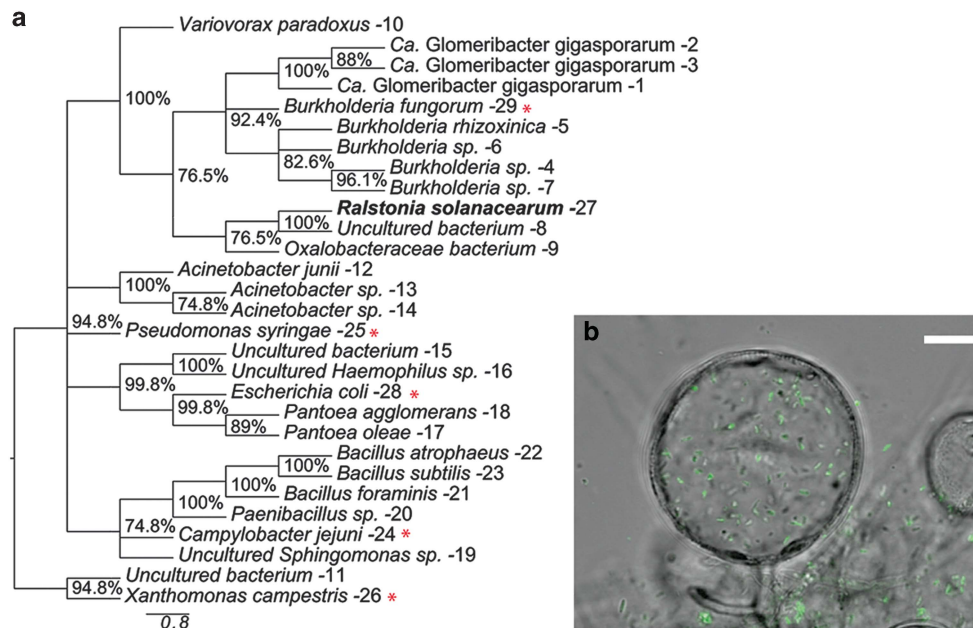 a
Variovorax paradoxus -10
Ca. Glomeribacter gigasporarum -2
88%
Ca. Glomeribacter gigasporarum -3
100%
Ca. Glomeribacter gigasporarum -1
100%
Burkholderia fungorum -29 *
92.4%
Burkholderia rhizoxinica -5
Burkholderia sp. -6
82.6%
Burkholderia sp. -4
76.5%
96.1%
Burkholderia sp. -7
Ralstonia solanacearum -27
100%
Uncultured bacterium -8
76.5%
Oxalobacteraceae bacterium -9
Acinetobacter junii -12
100%
Acinetobacter sp. -13
74.8%
Acinetobacter sp. -14
94.8%
Pseudomonas syringae -25 *
Uncultured bacterium -15
100%
Uncultured Haemophilus sp. -16
99.8%
Escherichia coli -28 *
99.8%
Pantoea agglomerans -18
89%
Pantoea oleae -17
Bacillus atrophaeus -22
100%
Bacillus subtilis -23
100%
Bacillus foraminis -21
100%
Paenibacillus sp. -20
74.8%
Campylobacter jejuni -24 *
Uncultured Sphingomonas sp. -19
Uncultured bacterium -11
94.8%
Xanthomonas campestris -26 *
0.8
b